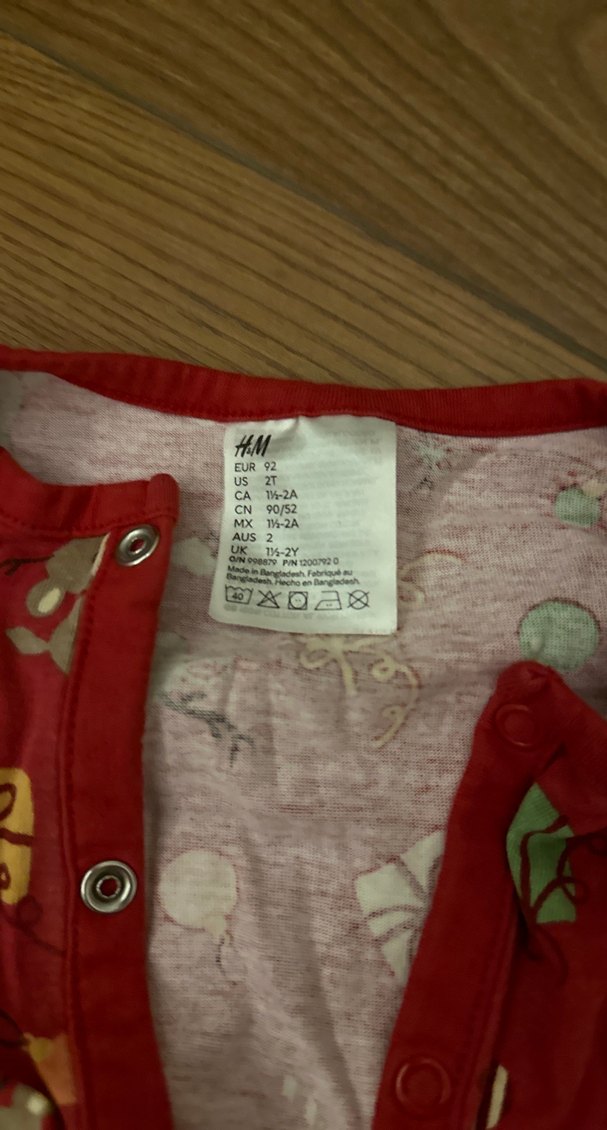 H&M
EUR 92
US 2T
CA 1½-2A
CN 90/52
MX 1½-2A
AUS 2
UK 1½-2Y
O/N 998879 P/N 1200792 0
Made in Bangladesh. Fabriqué au
Bangladesh. Hecho en Bangladesh.
40